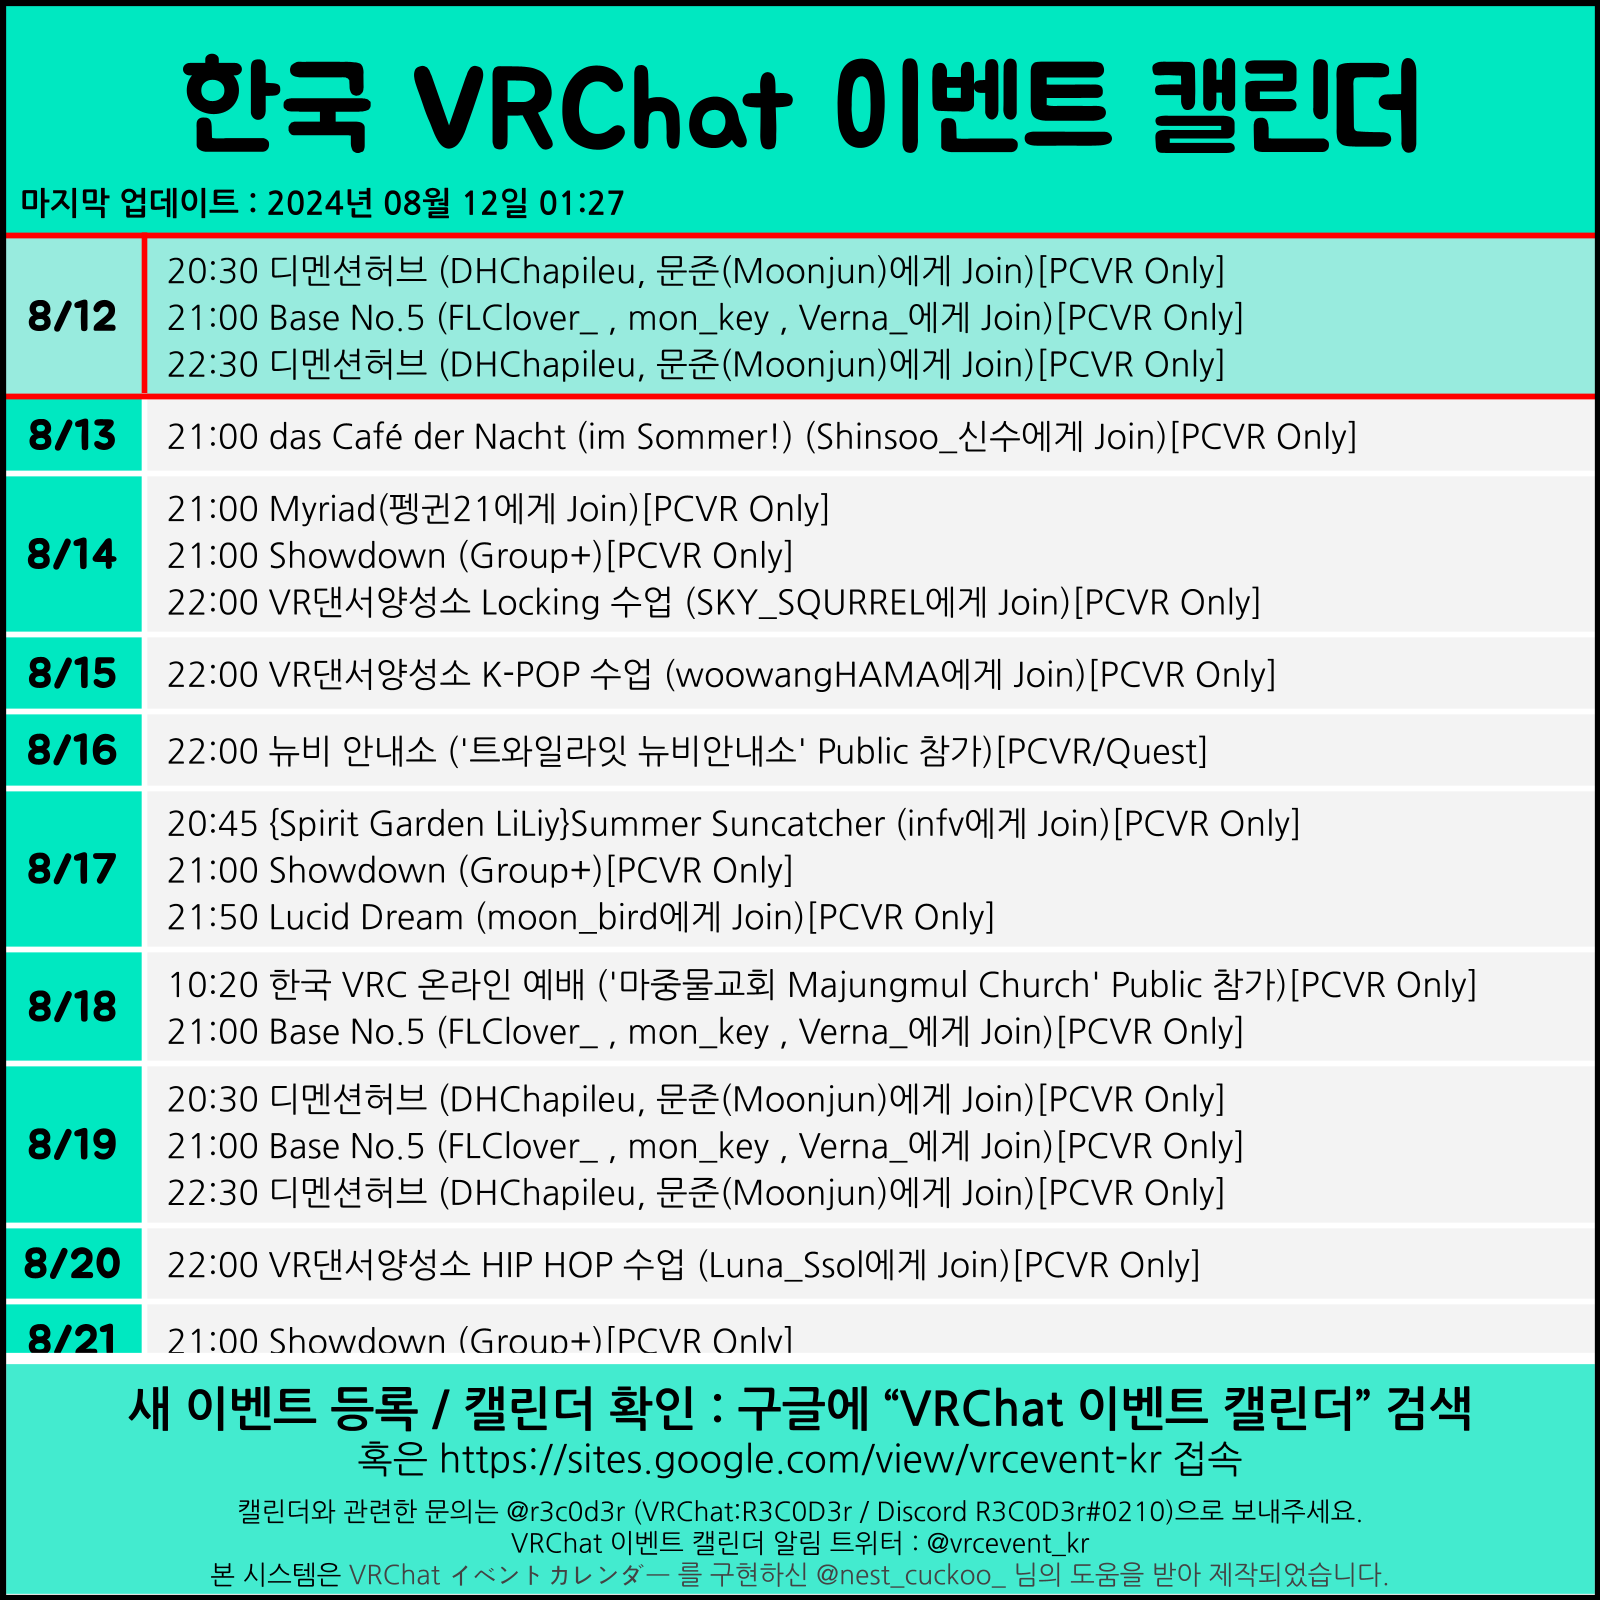 한국 VRChat 이벤트 캘린더
마지막 업데이트 : 2024년 08월 12일 01:27
8/12
20:30 디멘션허브 (DHChapileu, 문준(Moonjun)에게 Join)[PCVR Only]
21:00 Base No.5 (FLClover_ , mon_key , Verna_에게 Join)[PCVR Only]
22:30 디멘션허브 (DHChapileu, 문준(Moonjun)에게 Join)[PCVR Only]
8/13
21:00 das Café der Nacht (im Sommer!) (Shinsoo_신수에게 Join)[PCVR Only]
8/14
21:00 Myriad(펭귄21에게 Join)[PCVR Only]
21:00 Showdown (Group+)[PCVR Only]
22:00 VR댄서양성소 Locking 수업 (SKY_SQURREL에게 Join)[PCVR Only]
8/15
22:00 VR댄서양성소 K-POP 수업 (woowangHAMA에게 Join)[PCVR Only]
8/16
22:00 뉴비 안내소 ('트와일라잇 뉴비안내소' Public 참가)[PCVR/Quest]
8/17
20:45 {Spirit Garden LiLiy}Summer Suncatcher (infv에게 Join)[PCVR Only]
21:00 Showdown (Group+)[PCVR Only]
21:50 Lucid Dream (moon_bird에게 Join)[PCVR Only]
8/18
10:20 한국 VRC 온라인 예배 ('마중물교회 Majungmul Church' Public 참가)[PCVR Only]
21:00 Base No.5 (FLClover_ , mon_key , Verna_에게 Join)[PCVR Only]
8/19
20:30 디멘션허브 (DHChapileu, 문준(Moonjun)에게 Join)[PCVR Only]
21:00 Base No.5 (FLClover_ , mon_key , Verna_에게 Join)[PCVR Only]
22:30 디멘션허브 (DHChapileu, 문준(Moonjun)에게 Join)[PCVR Only]
8/20
22:00 VR댄서양성소 HIP HOP 수업 (Luna_Ssol에게 Join)[PCVR Only]
8/21
21:00 Showdown (Group+)[PCVR Only]
새 이벤트 등록 / 캘린더 확인 : 구글에 “VRChat 이벤트 캘린더” 검색
혹은 https://sites.google.com/view/vrcevent-kr 접속
캘린더와 관련한 문의는 @r3c0d3r (VRChat:R3C0D3r / Discord R3C0D3r#0210)으로 보내주세요.
VRChat 이벤트 캘린더 알림 트위터 : @vrcevent_kr
본 시스템은 VRChat イベントカレンダー 를 구현하신 @nest_cuckoo_ 님의 도움을 받아 제작되었습니다.